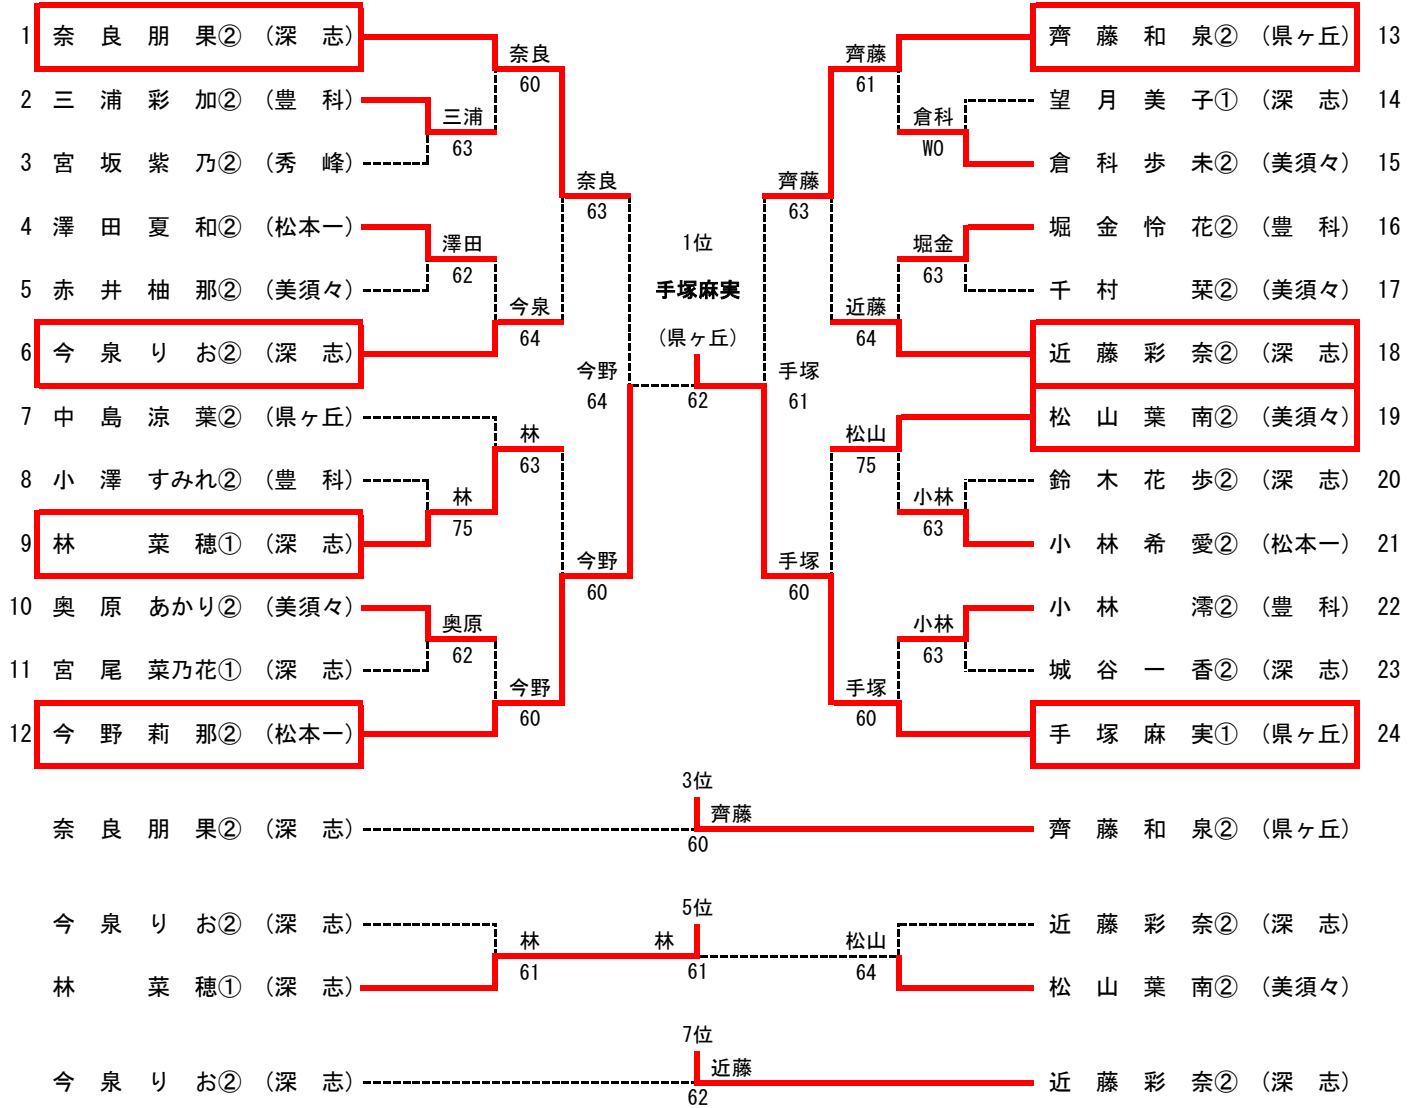 1 奈良朋果② (深志)
奈良
60
2 三浦彩加② (豊科)
三浦
63
3 宮坂紫乃② (秀峰)
奈良
63
4 澤田夏和② (松本一)
澤田
62
5 赤井柚那② (美須々)
今泉
64
6 今泉りお② (深志)
今野
64
7 中島涼葉② (県ヶ丘)
林
63
8 小澤すみれ② (豊科)
林
75
9 林菜穂① (深志)
今野
60
10 奥原あかり② (美須々)
奥原
62
11 宮尾菜乃花① (深志)
今野
60
12 今野莉那② (松本一)
1位
手塚麻実
(県ヶ丘)
62
齊藤和泉② (県ヶ丘) 13
齊藤
61
望月美子① (深志) 14
倉科
WO
倉科歩未② (美須々) 15
齊藤
63
堀金怜花② (豊科) 16
堀金
63
千村栞② (美須々) 17
近藤
64
近藤彩奈② (深志) 18
手塚
61
松山葉南② (美須々) 19
松山
75
鈴木花歩② (深志) 20
小林
63
小林希愛② (松本一) 21
手塚
60
小林澪② (豊科) 22
小林
63
城谷一香② (深志) 23
手塚
60
手塚麻実① (県ヶ丘) 24
3位
奈良朋果② (深志) 齊藤 齊藤和泉② (県ヶ丘)
60
5位
今泉りお② (深志) 近藤彩奈② (深志)
林 林 松山
61 61 64
林菜穂① (深志) 松山葉南② (美須々)
7位
今泉りお② (深志) 近藤 近藤彩奈② (深志)
62